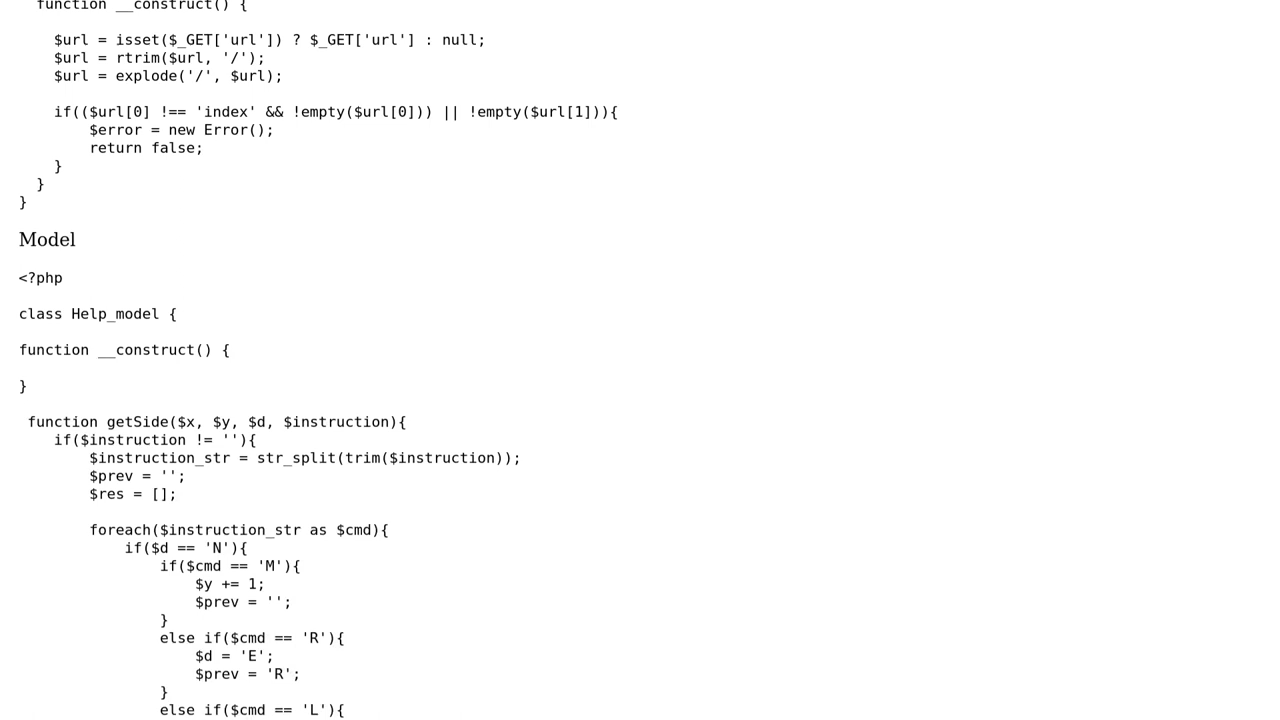 function __construct() {
$url = isset($_GET['url']) ? $_GET['url'] : null;
$url = rtrim($url, '/');
$url = explode('/', $url);
if(($url[0] !== 'index' && !empty($url[0])) || !empty($url[1])){
$error = new Error();
return false;
}
}
}
Model
<?php
class Help_model {
function __construct() {
}
function getSide($x, $y, $d, $instruction){
if($instruction != ''){
$instruction_str = str_split(trim($instruction));
$prev = '';
$res = [];
foreach($instruction_str as $cmd){
if($d == 'N'){
if($cmd == 'M'){
$y += 1;
$prev = '';
}
else if($cmd == 'R'){
$d = 'E';
$prev = 'R';
}
else if($cmd == 'L'){